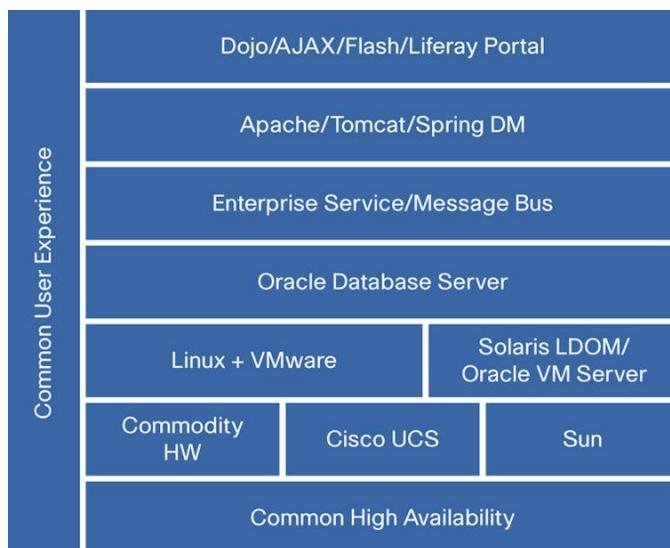 Common User Experience
Dojo/AJAX/Flash/Liferay Portal
Apache/Tomcat/Spring DM
Enterprise Service/Message Bus
Oracle Database Server
Linux + VMware
Solaris LDOM/
Oracle VM Server
Commodity
HW
Cisco UCS
Sun
Common High Availability